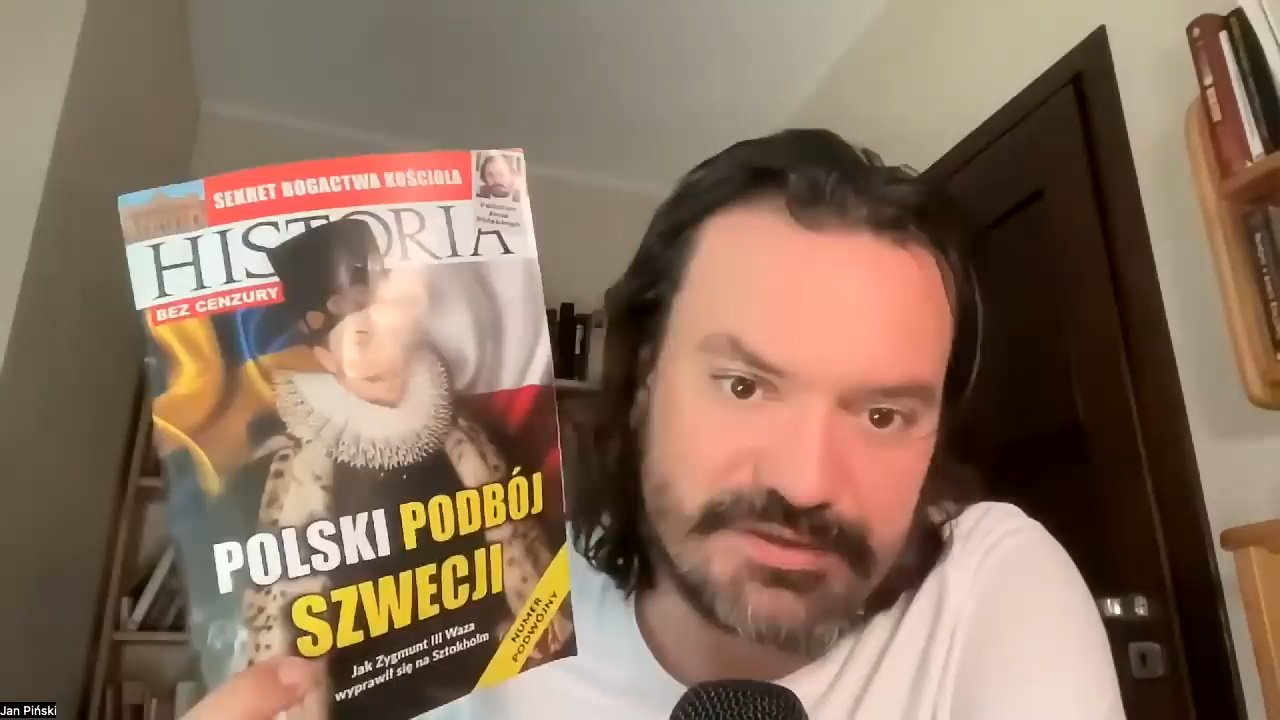 SEKRET BOGACTWA KOŚCIOŁA
HISTORIA
BEZ CENZURY
POLSKI PODBÓJ
SZWECJI
Jak Zygmunt III Waza
wyprawił się na Sztokholm
NUMER
PODWÓJNY
Jan Piński